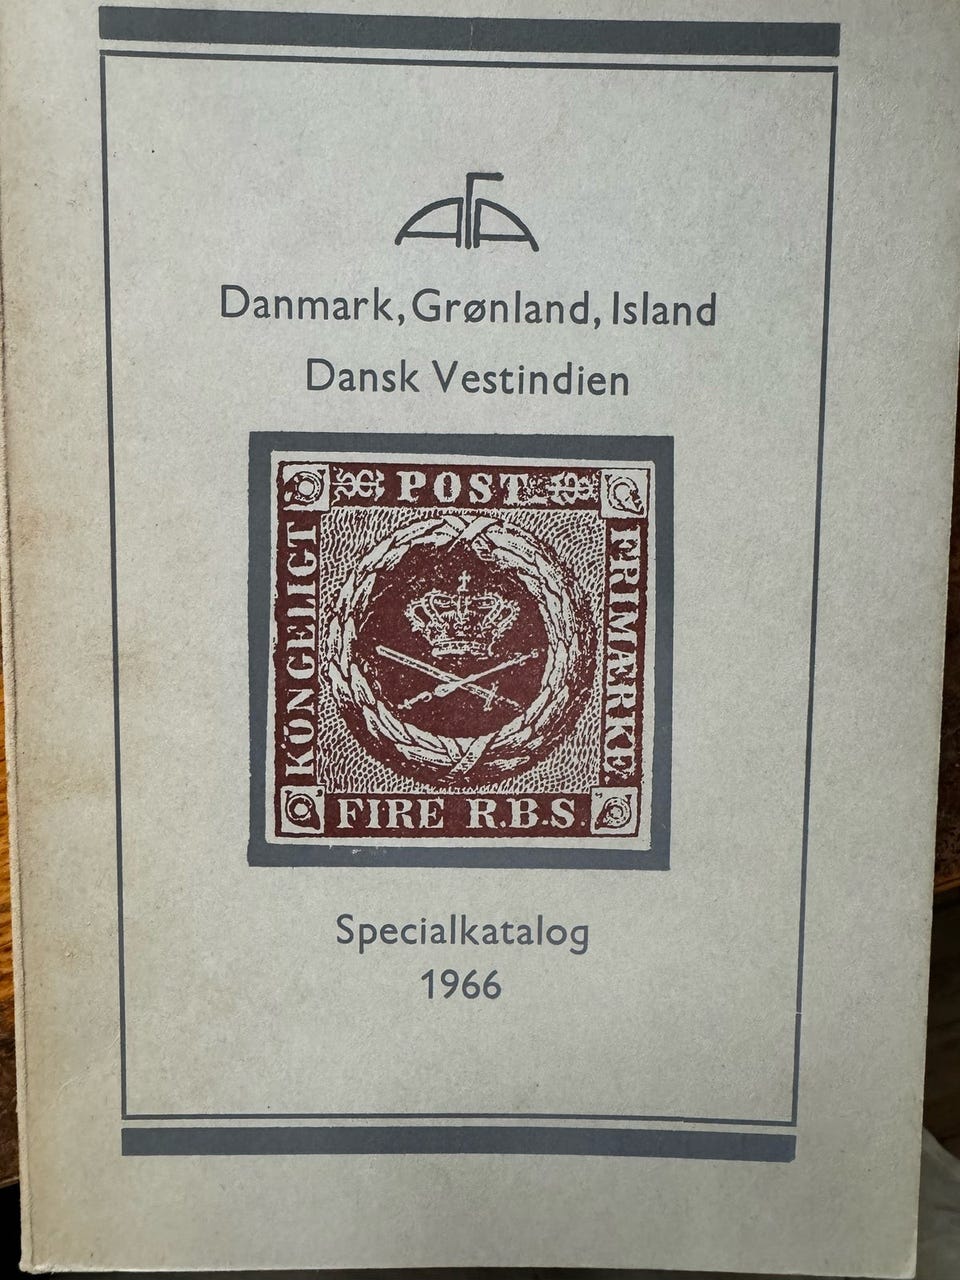 AFA
Danmark, Grønland, Island
Dansk Vestindien
POST
KONGELIGT
FRIMÆRKE
FIRE R.B.S.
Specialkatalog
1966